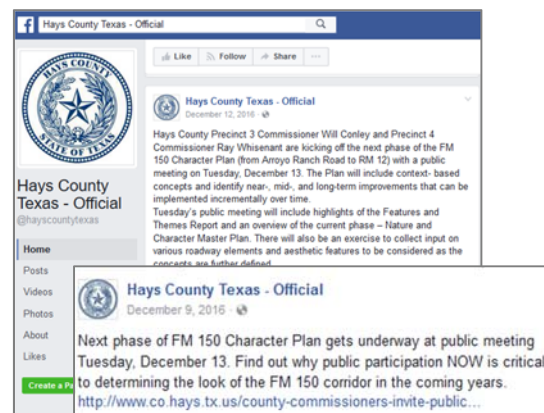 Hays County Texas - Official
Like Follow Share ...
HAYS COUNTY
STATE OF TEXAS
Hays County Texas - Official
December 12, 2016
Hays County Precinct 3 Commissioner Will Conley and Precinct 4
Commissioner Ray Whisenant are kicking off the next phase of the FM
150 Character Plan (from Arroyo Ranch Road to RM 12) with a public
meeting on Tuesday, December 13. The Plan will include context- based
concepts and identify near-, mid-, and long-term improvements that can be
implemented incrementally over time.
Tuesday's public meeting will include highlights of the Features and
Themes Report and an overview of the current phase – Nature and
Character Master Plan. There will also be an exercise to collect input on
various roadway elements and aesthetic features to be considered as the
concepts are further defined
Hays County
Texas - Official
@hayscountytexas
Home
Posts
Videos
Photos
About
Likes
Create a Pa
Hays County Texas - Official
December 9, 2016
Next phase of FM 150 Character Plan gets underway at public meeting
Tuesday, December 13. Find out why public participation NOW is critical
to determining the look of the FM 150 corridor in the coming years.
http://www.co.hays.tx.us/county-commissioners-invite-public...